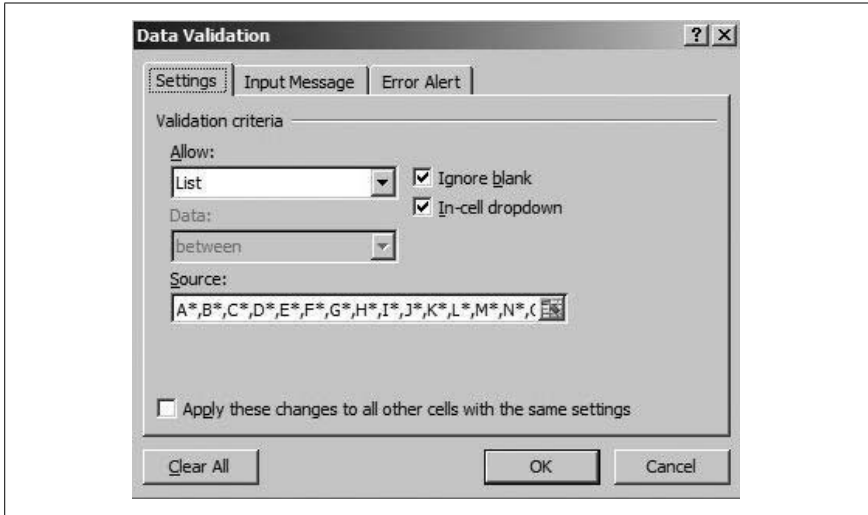 Data Validation
Settings Input Message Error Alert
Validation criteria
Allow:
List
Ignore blank
In-cell dropdown
Data:
between
Source:
A*,B*,C*,D*,E*,F*,G*,H*,I*,J*,K*,L*,M*,N*,
Apply these changes to all other cells with the same settings
Clear All OK Cancel